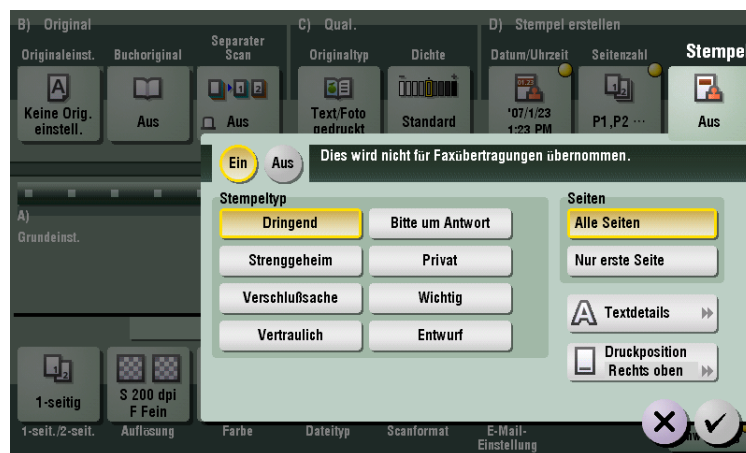 B) Original
C) Qual.
D) Stempel erstellen
Originaleinst.
Buchoriginal
Separater
Scan
Originaltyp
Dichte
Datum/Uhrzeit
Seitenzahl
Stempe
Keine Orig.
einstell.
Aus
Aus
Text/Foto
gedruckt
Standard
'07/1/23
1:23 PM
P1,P2 ···
Aus
Ein
Aus
Dies wird nicht für Faxübertragungen übernommen.
Stempeltyp
Dringend
Bitte um Antwort
Strenggeheim
Privat
Verschlußsache
Wichtig
Vertraulich
Entwurf
Seiten
Alle Seiten
Nur erste Seite
Textdetails
Druckposition
Rechts oben
A)
Grundeinst.
1-seitig
S 200 dpi
F Fein
1-seit./2-seit.
Auflösung
Farbe
Dateityp
Scanformat
E-Mail-
Einstellung